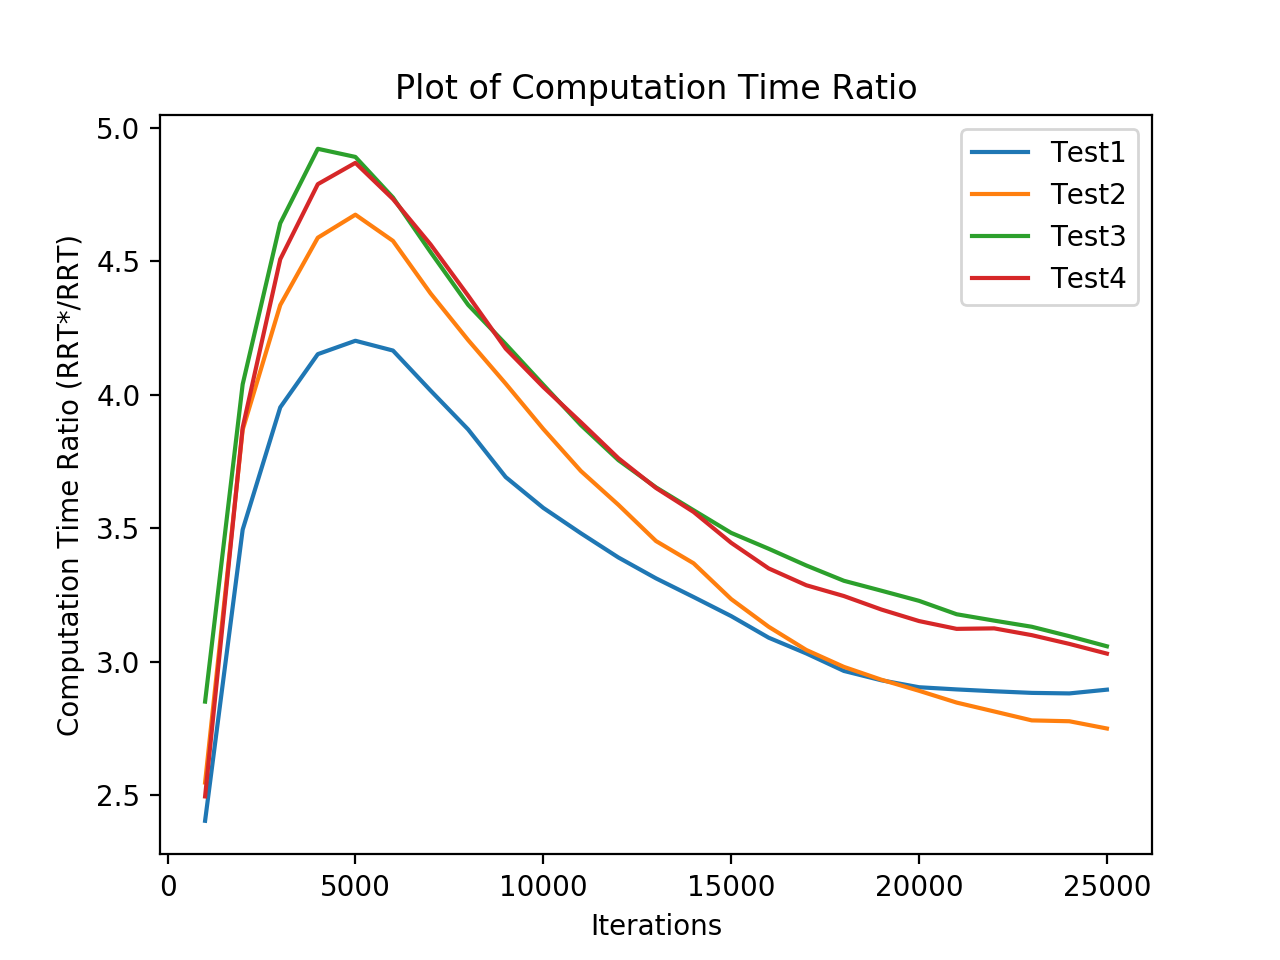 Plot of Computation Time Ratio
5.0
4.5
4.0
3.5
3.0
2.5
Computation Time Ratio (RRT*/RRT)
Test1
Test2
Test3
Test4
0 5000 10000 15000 20000 25000
Iterations